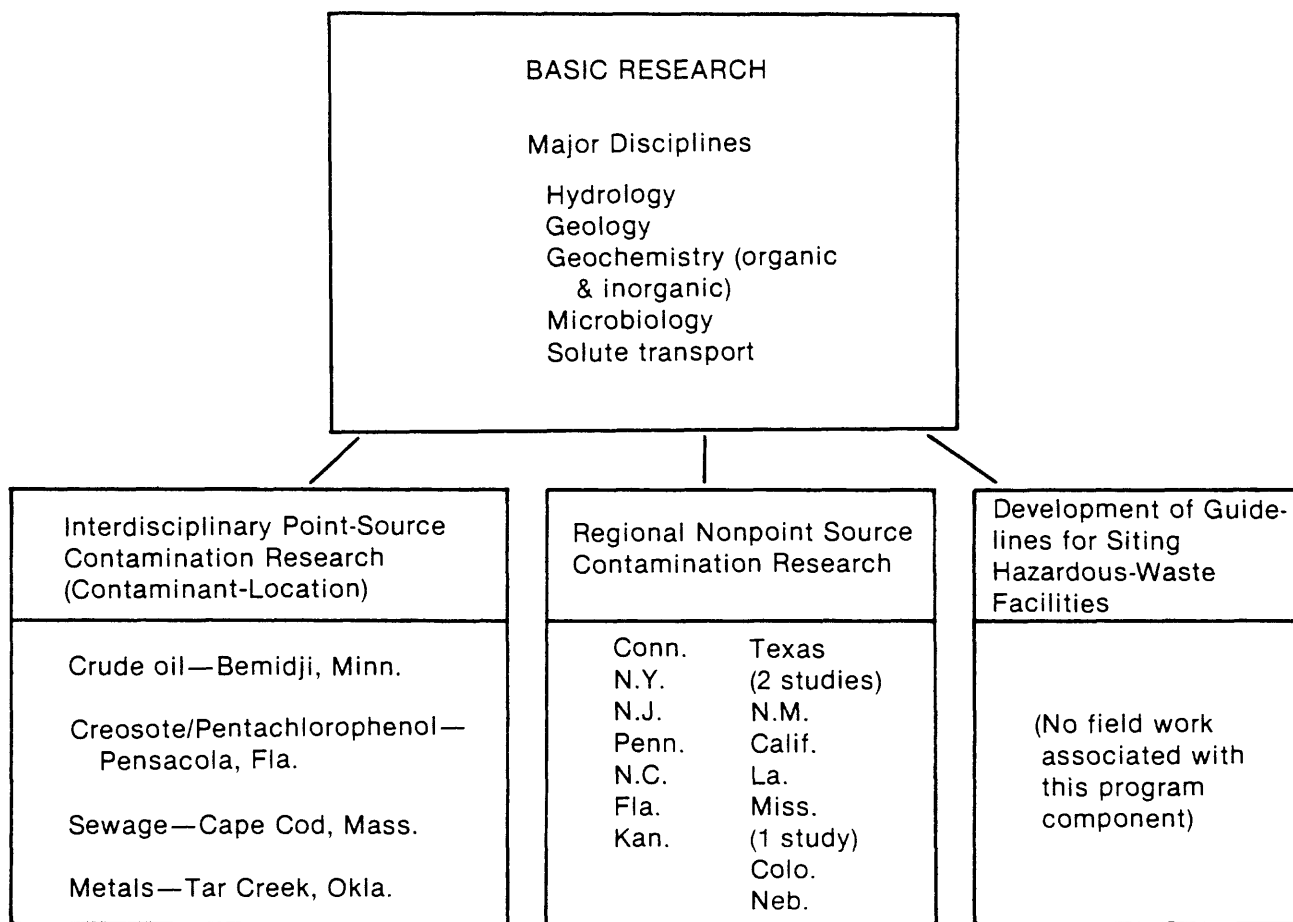 BASIC RESEARCH
Major Disciplines
Hydrology
Geology
Geochemistry (organic
& inorganic)
Microbiology
Solute transport
Interdisciplinary Point-Source
Contamination Research
(Contaminant-Location)
Crude oil—Bemidji, Minn.
Creosote/Pentachlorophenol—
Pensacola, Fla.
Sewage—Cape Cod, Mass.
Metals—Tar Creek, Okla.
Regional Nonpoint Source
Contamination Research
Conn.
N.Y.
N.J.
Penn.
N.C.
Fla.
Kan.
Texas
(2 studies)
N.M.
Calif.
La.
Miss.
(1 study)
Colo.
Neb.
Development of Guide-
lines for Siting
Hazardous-Waste
Facilities
(No field work
associated with
this program
component)